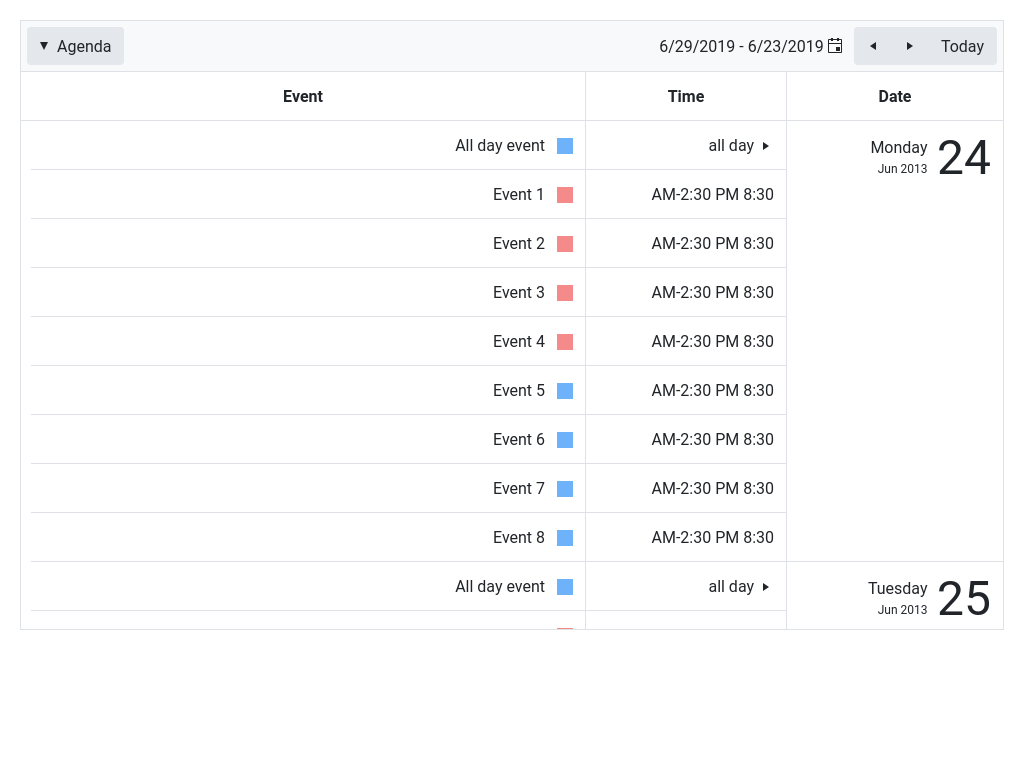 ▼ Agenda 6/29/2019 - 6/23/2019 Today
Event Time Date
All day event all day Monday 24
Jun 2013
Event 1 AM-2:30 PM 8:30
Event 2 AM-2:30 PM 8:30
Event 3 AM-2:30 PM 8:30
Event 4 AM-2:30 PM 8:30
Event 5 AM-2:30 PM 8:30
Event 6 AM-2:30 PM 8:30
Event 7 AM-2:30 PM 8:30
Event 8 AM-2:30 PM 8:30
All day event all day Tuesday 25
Jun 2013